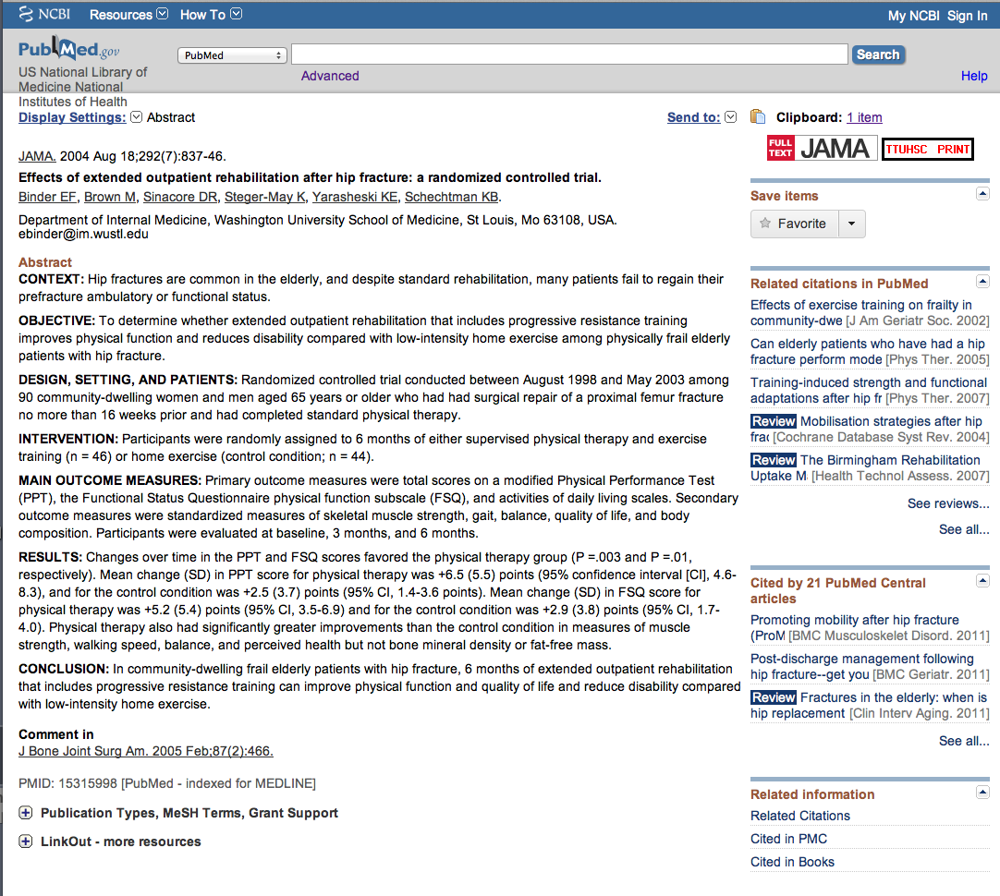 NCBI Resources How To My NCBI Sign In
PubMed.gov
US National Library of
Medicine National
Institutes of Health
PubMed
Search
Advanced
Help
Display Settings: Abstract
Send to:
JAMA. 2004 Aug 18;292(7):837-46.
Effects of extended outpatient rehabilitation after hip fracture: a randomized controlled trial.
Binder EF, Brown M, Sinacore DR, Steger-May K, Yarasheski KE, Schechtman KB.
Department of Internal Medicine, Washington University School of Medicine, St Louis, Mo 63108, USA.
ebinder@im.wustl.edu
Abstract
CONTEXT: Hip fractures are common in the elderly, and despite standard rehabilitation, many patients fail to regain their
prefracture ambulatory or functional status.
OBJECTIVE: To determine whether extended outpatient rehabilitation that includes progressive resistance training
improves physical function and reduces disability compared with low-intensity home exercise among physically frail elderly
patients with hip fracture.
DESIGN, SETTING, AND PATIENTS: Randomized controlled trial conducted between August 1998 and May 2003 among
90 community-dwelling women and men aged 65 years or older who had had surgical repair of a proximal femur fracture
no more than 16 weeks prior and had completed standard physical therapy.
INTERVENTION: Participants were randomly assigned to 6 months of either supervised physical therapy and exercise
training (n = 46) or home exercise (control condition; n = 44).
MAIN OUTCOME MEASURES: Primary outcome measures were total scores on a modified Physical Performance Test
(PPT), the Functional Status Questionnaire physical function subscale (FSQ), and activities of daily living scales. Secondary
outcome measures were standardized measures of skeletal muscle strength, gait, balance, quality of life, and body
composition. Participants were evaluated at baseline, 3 months, and 6 months.
RESULTS: Changes over time in the PPT and FSQ scores favored the physical therapy group (P =.003 and P =.01,
respectively). Mean change (SD) in PPT score for physical therapy was +6.5 (5.5) points (95% confidence interval [CI], 4.6-
8.3), and for the control condition was +2.5 (3.7) points (95% CI, 1.4-3.6 points). Mean change (SD) in FSQ score for
physical therapy was +5.2 (5.4) points (95% CI, 3.5-6.9) and for the control condition was +2.9 (3.8) points (95% CI, 1.7-
4.0). Physical therapy also had significantly greater improvements than the control condition in measures of muscle
strength, walking speed, balance, and perceived health but not bone mineral density or fat-free mass.
CONCLUSION: In community-dwelling frail elderly patients with hip fracture, 6 months of extended outpatient rehabilitation
that includes progressive resistance training can improve physical function and quality of life and reduce disability compared
with low-intensity home exercise.
Comment in
J Bone Joint Surg Am. 2005 Feb;87(2):466.
PMID: 15315998 [PubMed - indexed for MEDLINE]
Publication Types, MeSH Terms, Grant Support
LinkOut - more resources
Clipboard: 1 item
FULL TEXT JAMA TTUHSC PRINT
Save items
Favorite
Related citations in PubMed
Effects of exercise training on frailty in
community-dwe [J Am Geriatr Soc. 2002]
Can elderly patients who have had a hip
fracture perform mode [Phys Ther. 2005]
Training-induced strength and functional
adaptations after hip fr [Phys Ther. 2007]
Review Mobilisation strategies after hip
frac [Cochrane Database Syst Rev. 2004]
Review The Birmingham Rehabilitation
Uptake M [Health Technol Assess. 2007]
See reviews...
See all...
Cited by 21 PubMed Central
articles
Promoting mobility after hip fracture
(ProM [BMC Musculoskelet Disord. 2011]
Post-discharge management following
hip fracture--get you [BMC Geriatr. 2011]
Review Fractures in the elderly: when is
hip replacement [Clin Interv Aging. 2011]
See all...
Related information
Related Citations
Cited in PMC
Cited in Books